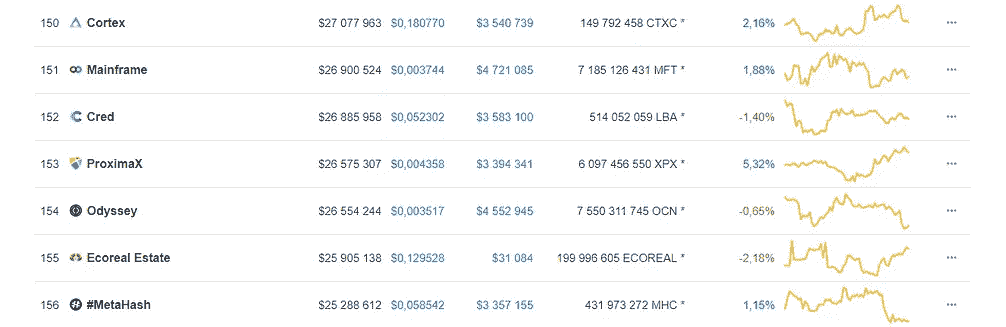 150 Cortex $27 077 963 $0,180770 $3 540 739 149 792 458 CTXC * 2,16% ...
151 Mainframe $26 900 524 $0,003744 $4 721 085 7 185 126 431 MFT * 1,88% ...
152 Cred $26 885 958 $0,052302 $3 583 100 514 052 059 LBA * -1,40% ...
153 ProximaX $26 575 307 $0,004358 $3 394 341 6 097 456 550 XPX * 5,32% ...
154 Odyssey $26 554 244 $0,003517 $4 552 945 7 550 311 745 OCN * -0,65% ...
155 Ecoreal Estate $25 905 138 $0,129528 $31 084 199 996 605 ECOREAL * -2,18% ...
156 #MetaHash $25 288 612 $0,058542 $3 357 155 431 973 272 MHC * 1,15% ...